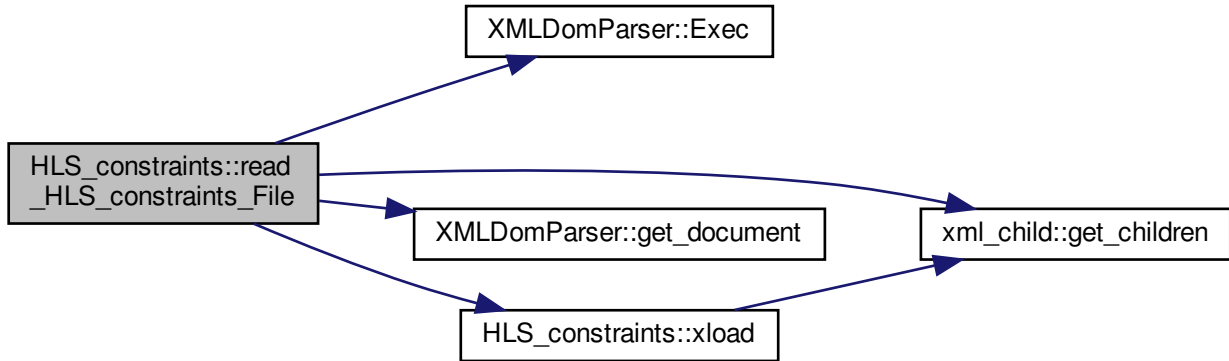 XMLDomParser::Exec
HLS_constraints::read
_HLS_constraints_File
XMLDomParser::get_document
xml_child::get_children
HLS_constraints::xload